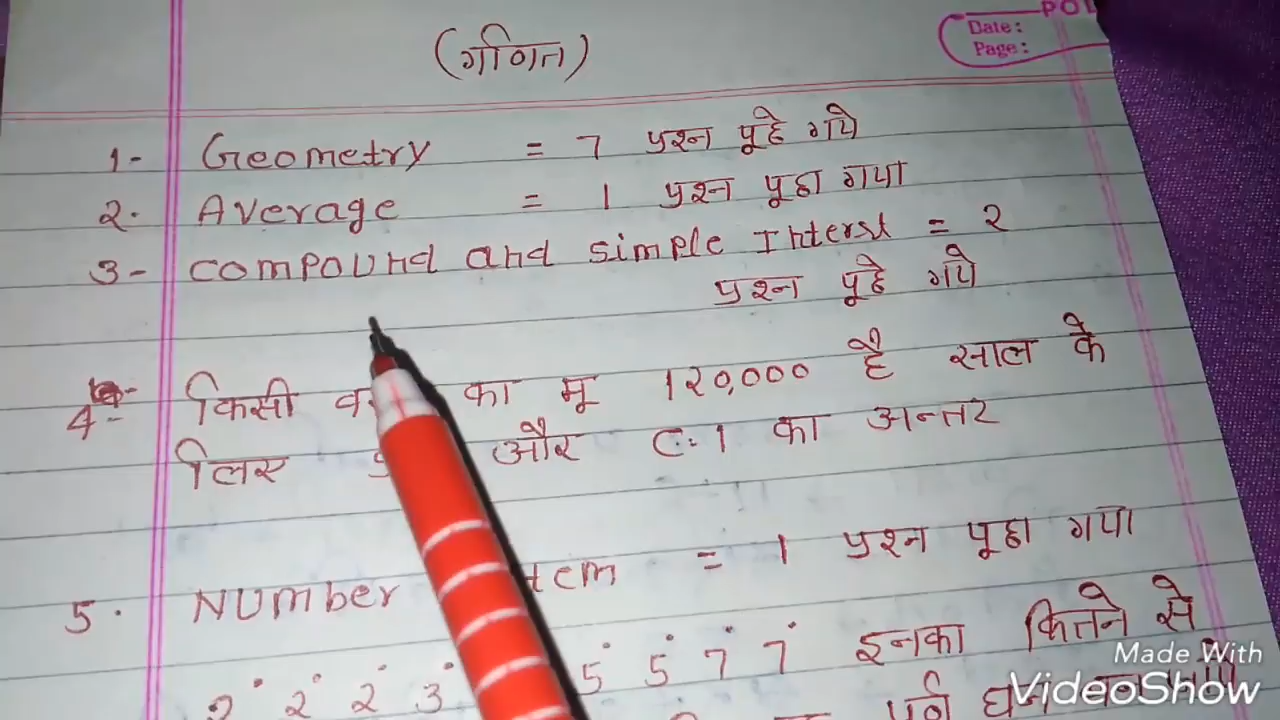 POL
Date:
Page:
(गणित)
1- Geometry = 7 प्रश्न पूछे गये
2. Average = 1 प्रश्न पूछा गया
3- compound and simple Interst = 2
प्रश्न पूछे गये
4- किसी का मू 120,000 है साल के
लिए और C.I का अन्तर
5. Number = 1 प्रश्न पूछा गया
2 2 2 3 5 5 7 7 इनका कितने से
पूर्ण घन
Made With
VideoShow